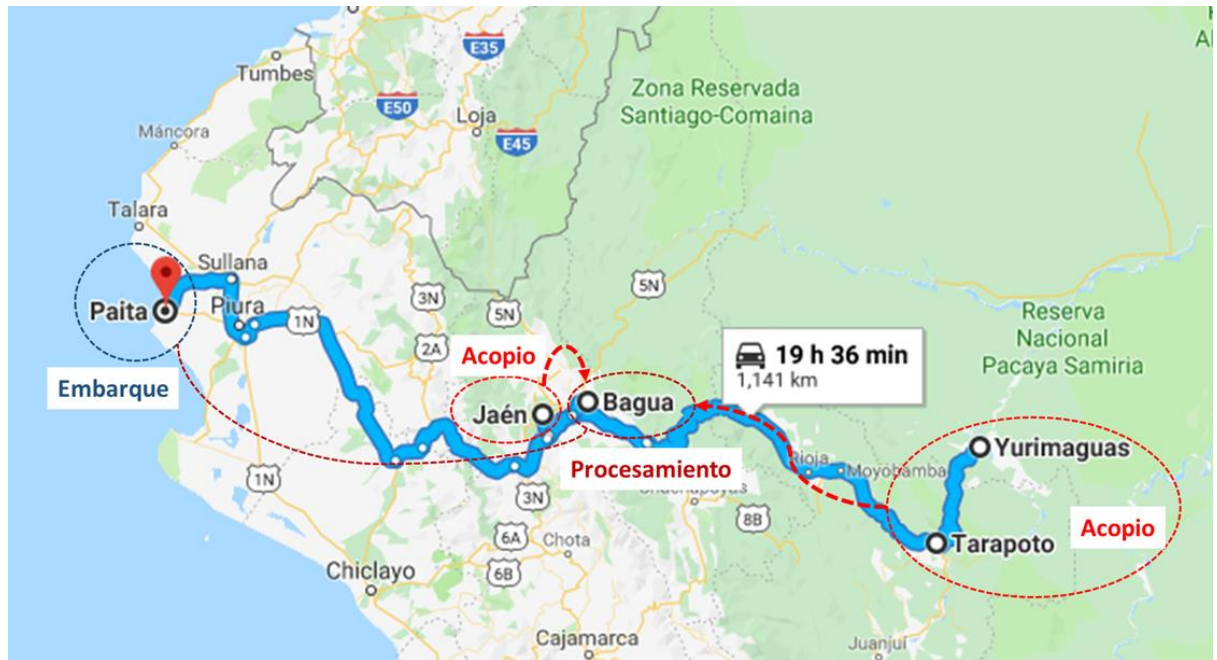 E35
Tumbes
E50
Loja
E45
Zona Reservada
Santiago-Comaina
Máncora
Talara
Sullana
Paita
Piura
1N
3N
5N
5N
2A
Embarque
Acopio
Jaén
Bagua
19 h 36 min
1,141 km
Reserva
Nacional
Pacaya Samiria
Procesamiento
Rioja
Moyobamba
Yurimaguas
Acopio
Tarapoto
1N
3N
8B
6A
6B
Chota
Chiclayo
Cajamarca
Juanjuí